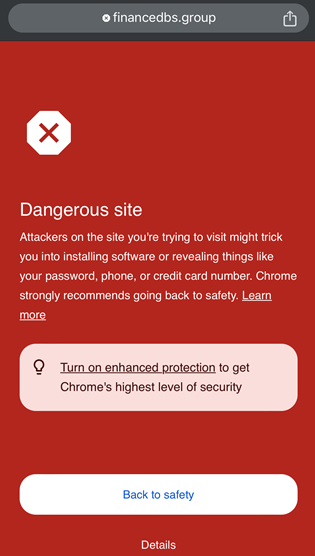 financedbs.group
Dangerous site
Attackers on the site you're trying to visit might trick
you into installing software or revealing things like
your password, phone, or credit card number. Chrome
strongly recommends going back to safety. Learn
more
Turn on enhanced protection to get
Chrome's highest level of security
Back to safety
Details